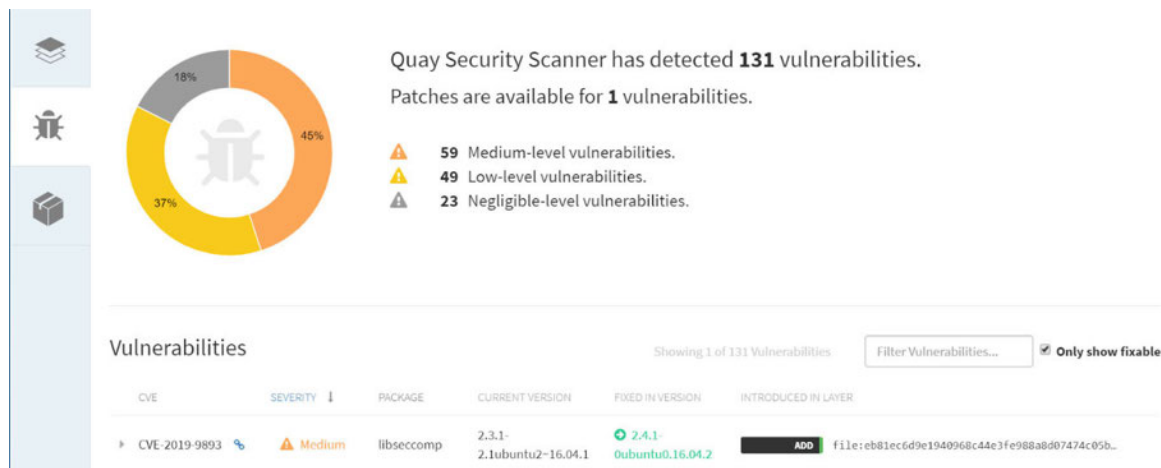 18%
45%
37%
Quay Security Scanner has detected 131 vulnerabilities.
Patches are available for 1 vulnerabilities.
59 Medium-level vulnerabilities.
49 Low-level vulnerabilities.
23 Negligible-level vulnerabilities.
Vulnerabilities
Showing 1 of 131 Vulnerabilities
Filter Vulnerabilities...
Only show fixable
CVE SEVERITY PACKAGE CURRENT VERSION FIXED IN VERSION INTRODUCED IN LAYER
CVE-2019-9893 Medium libseccomp 2.3.1- 2.4.1- ADD file:eb81ec6d9e1940968c44e3fe988a8d07474c05b…
2.1ubuntu2~16.04.1 0ubuntu0.16.04.2